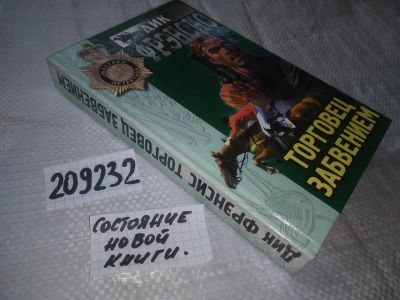 ДИК
ФРЭНСИС
ТОРГОВЕЦ
ЗАБВЕНИЕМ
ДИК ФРЭНСИС ТОРГОВЕЦ ЗАБВЕНИЕМ
209232
СОСТОЯНИЕ
НОВОЙ
КНИГИ.